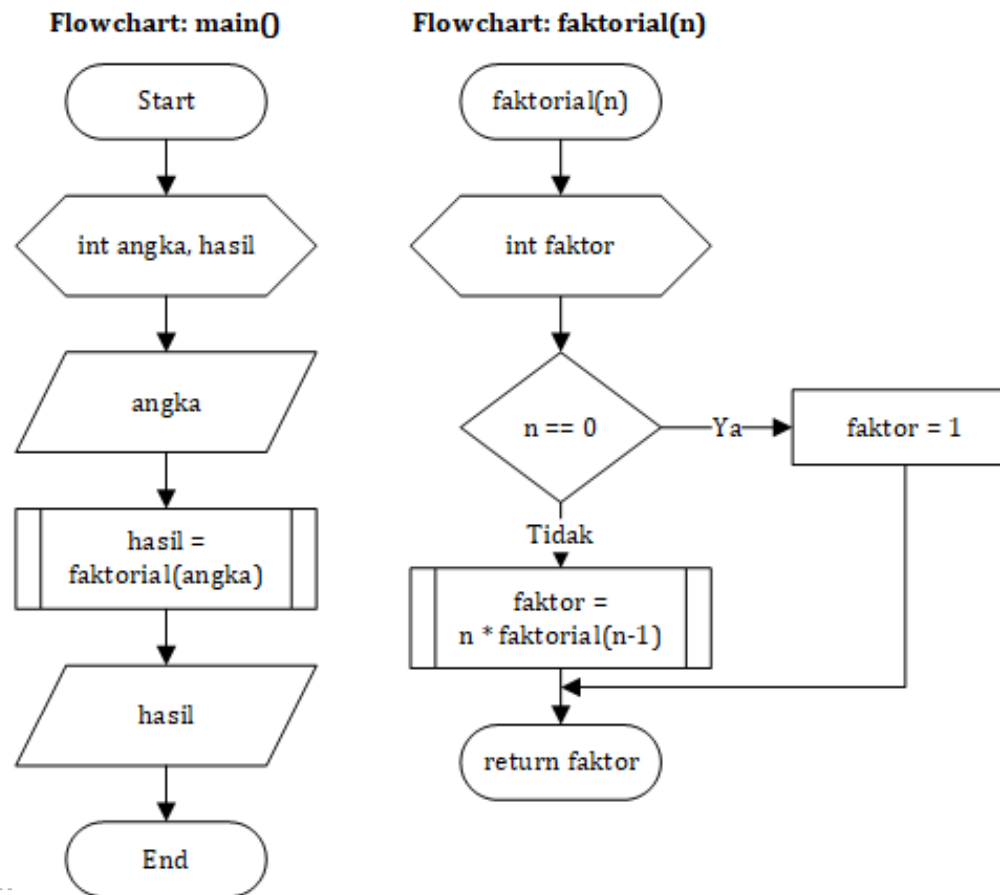 Flowchart: main()
Start
int angka, hasil
angka
hasil =
faktorial(angka)
hasil
End
Flowchart: faktorial(n)
faktorial(n)
int faktor
n == 0
Ya
faktor = 1
Tidak
faktor =
n * faktorial(n-1)
return faktor